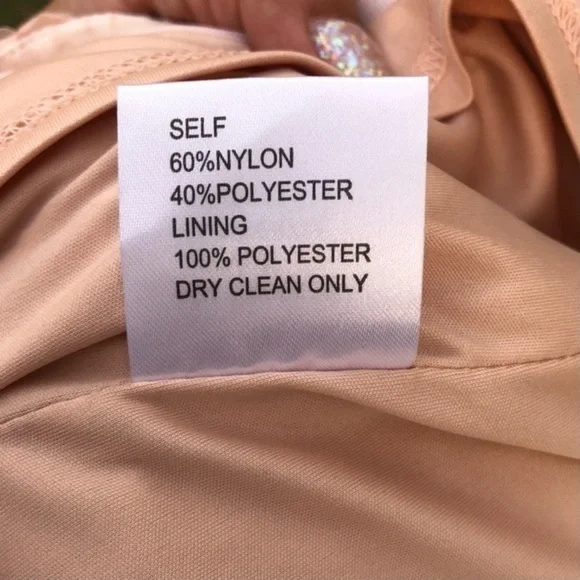 SELF
60%NYLON
40%POLYESTER
LINING
100% POLYESTER
DRY CLEAN ONLY